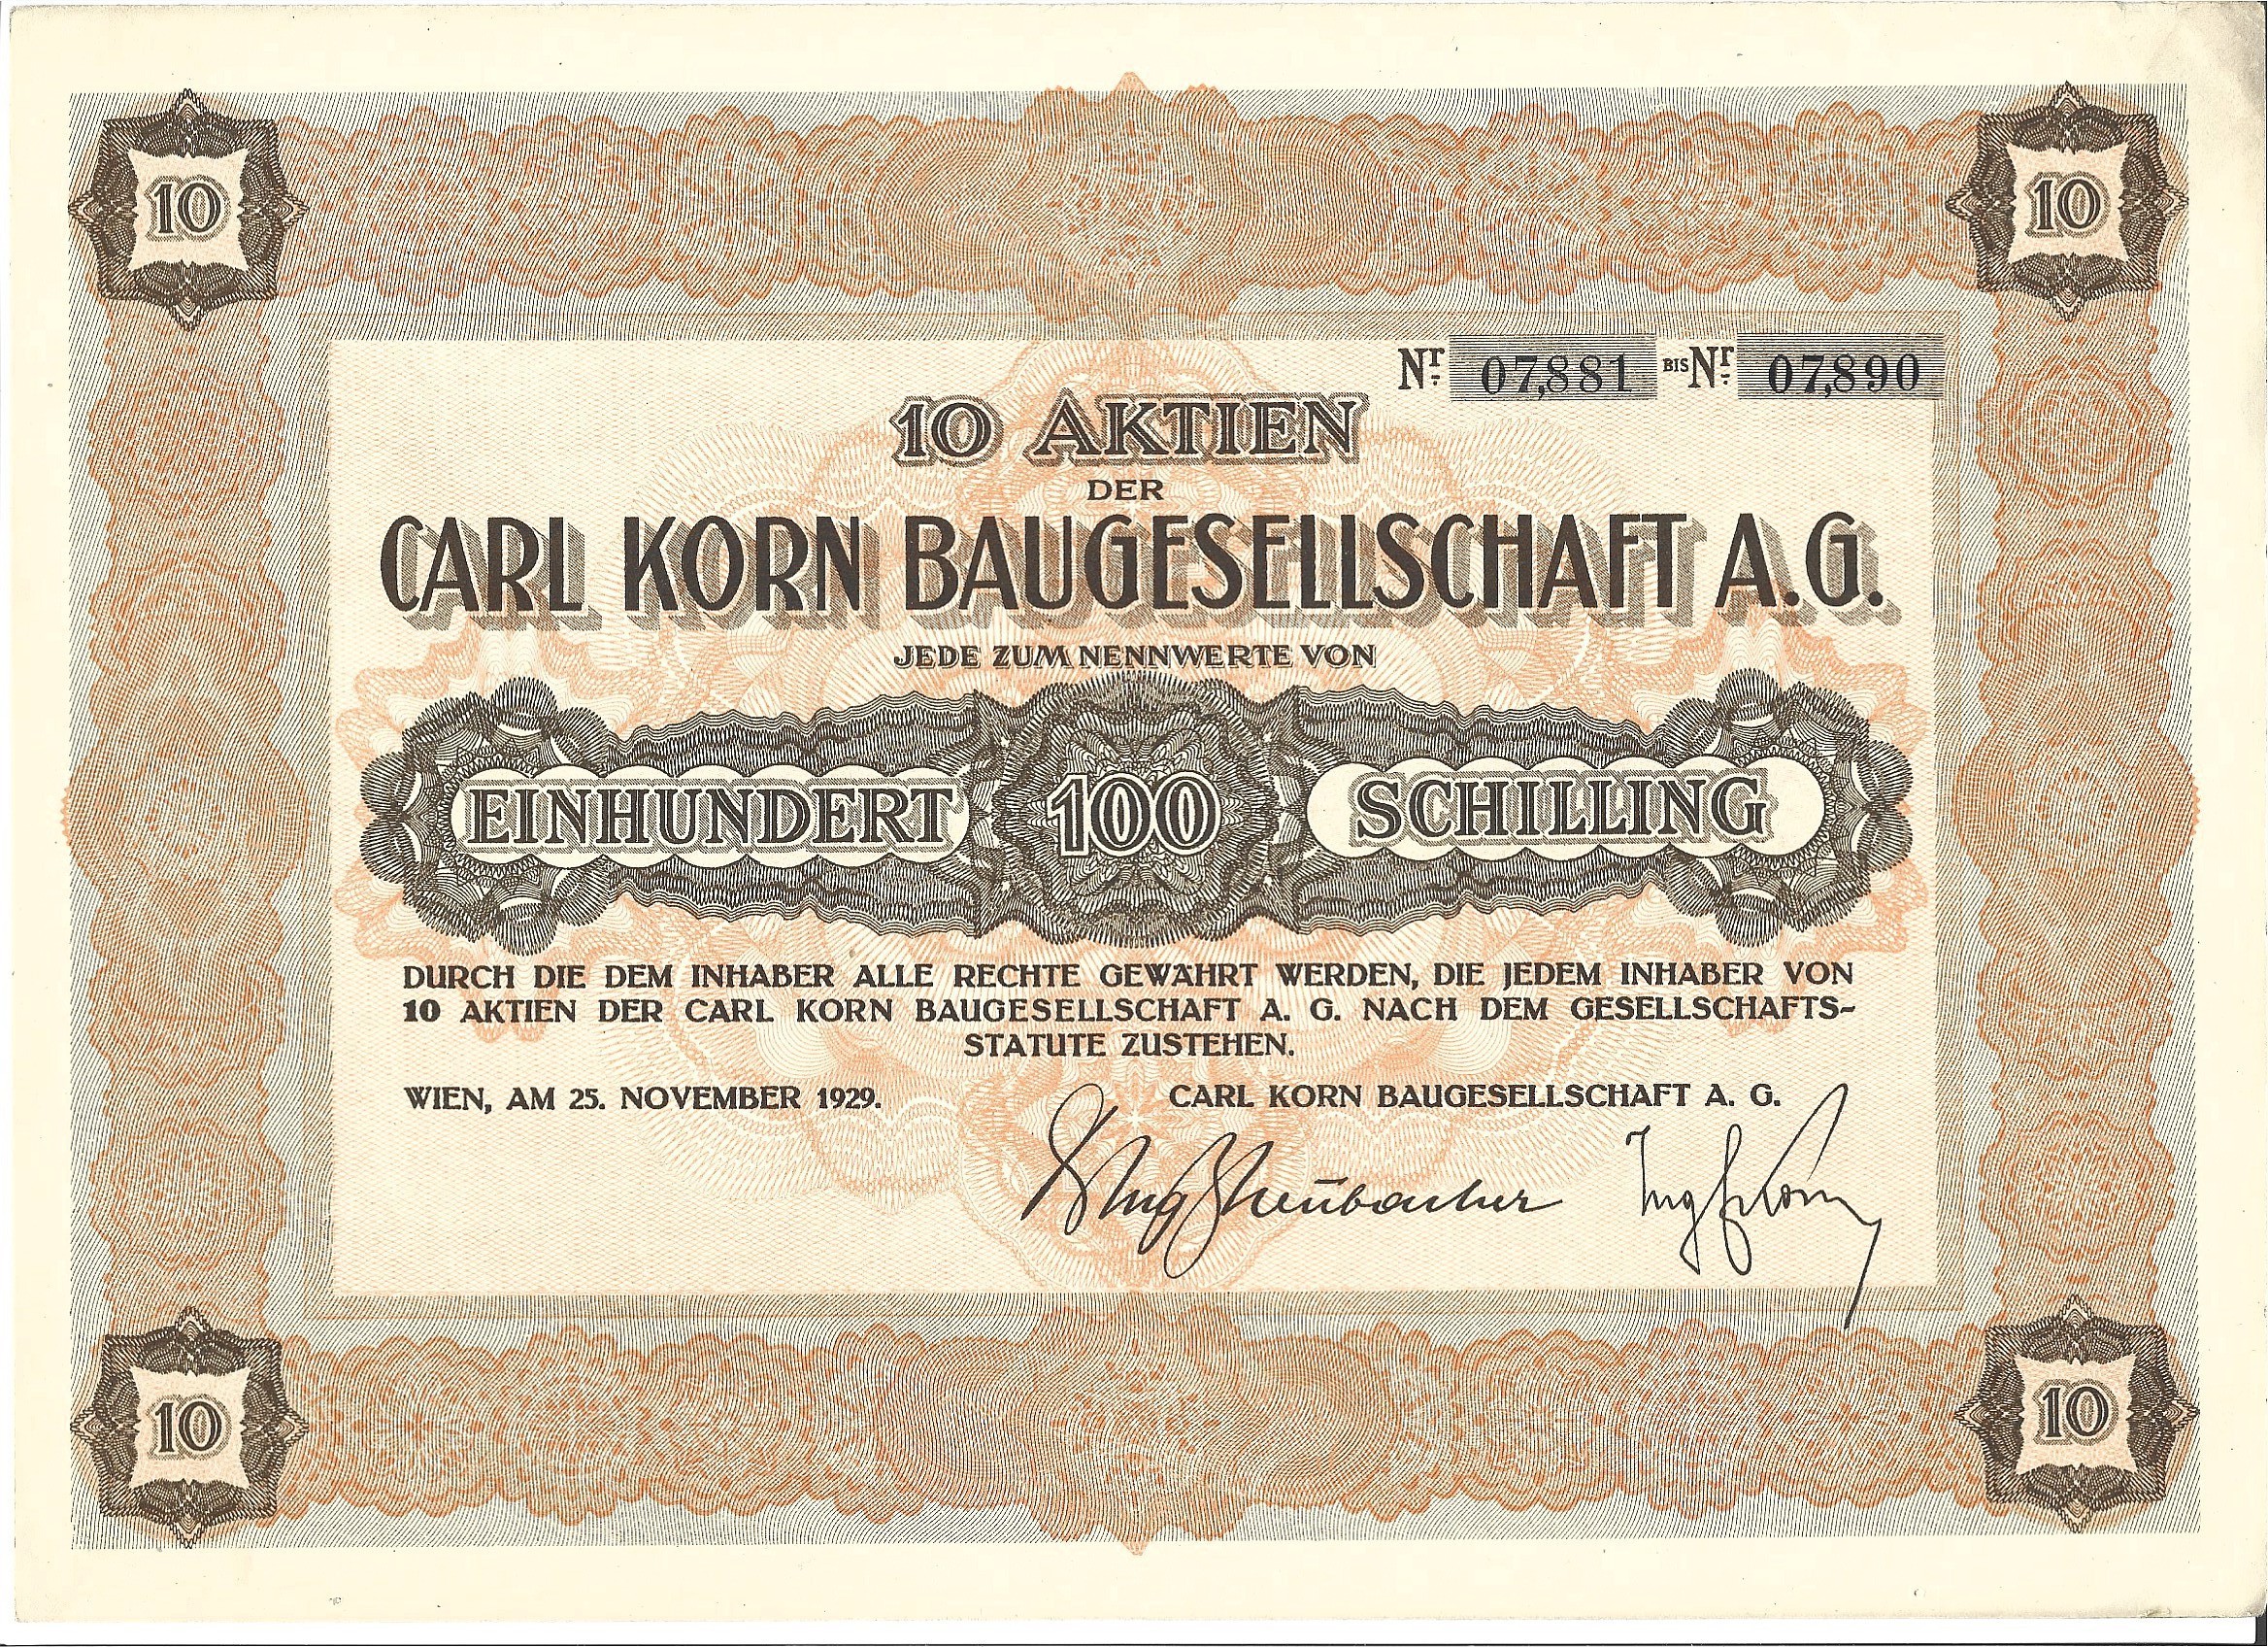 10
10
Nr. 07,881 BIS Nr. 07,890
10 AKTIEN
DER
CARL KORN BAUGESELLSCHAFT A.G.
JEDE ZUM NENNWERTE VON
EINHUNDERT 100 SCHILLING
DURCH DIE DEM INHABER ALLE RECHTE GEWÄHRT WERDEN, DIE JEDEM INHABER VON
10 AKTIEN DER CARL KORN BAUGESELLSCHAFT A. G. NACH DEM GESELLSCHAFTS-
STATUTE ZUSTEHEN.
WIEN, AM 25. NOVEMBER 1929.
CARL KORN BAUGESELLSCHAFT A. G.
10
10